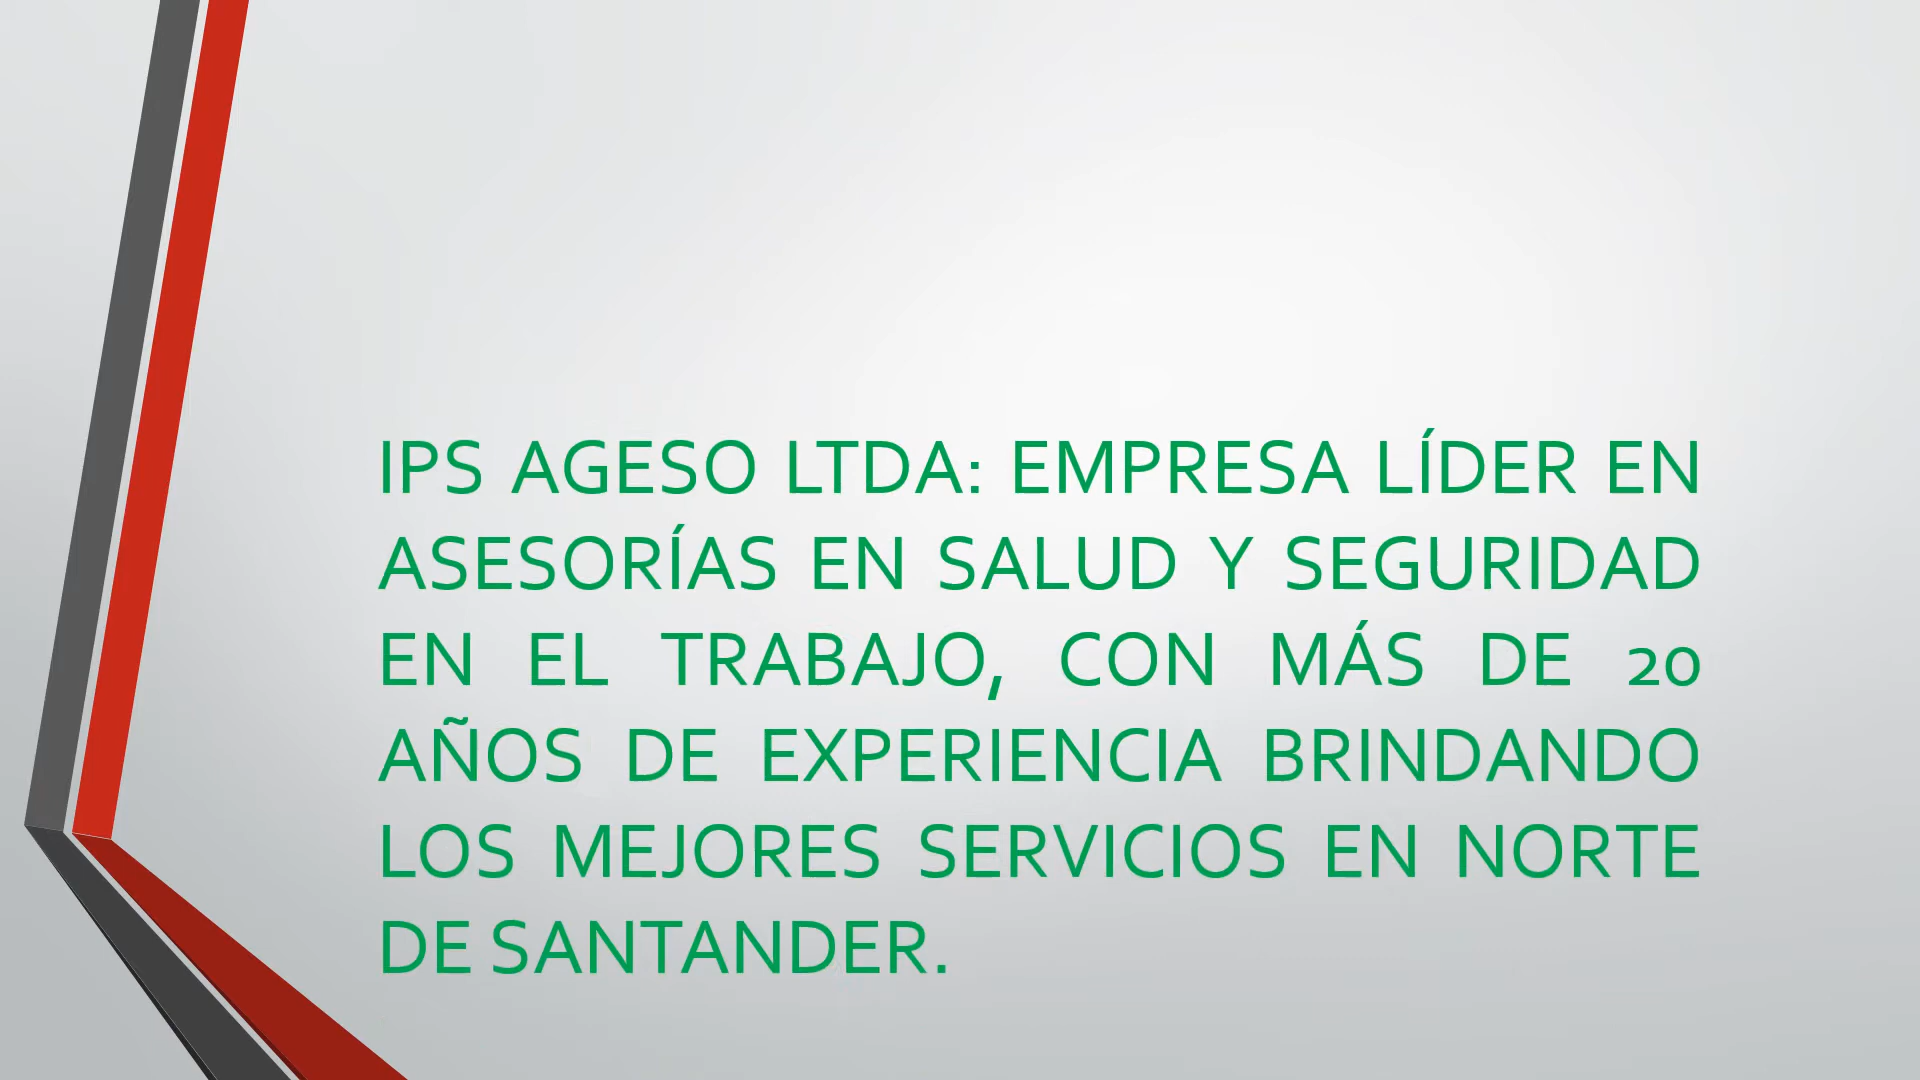 IPS AGESO LTDA: EMPRESA LÍDER EN
ASESORÍAS EN SALUD Y SEGURIDAD
EN EL TRABAJO, CON MÁS DE 20
AÑOS DE EXPERIENCIA BRINDANDO
LOS MEJORES SERVICIOS EN NORTE
DE SANTANDER.